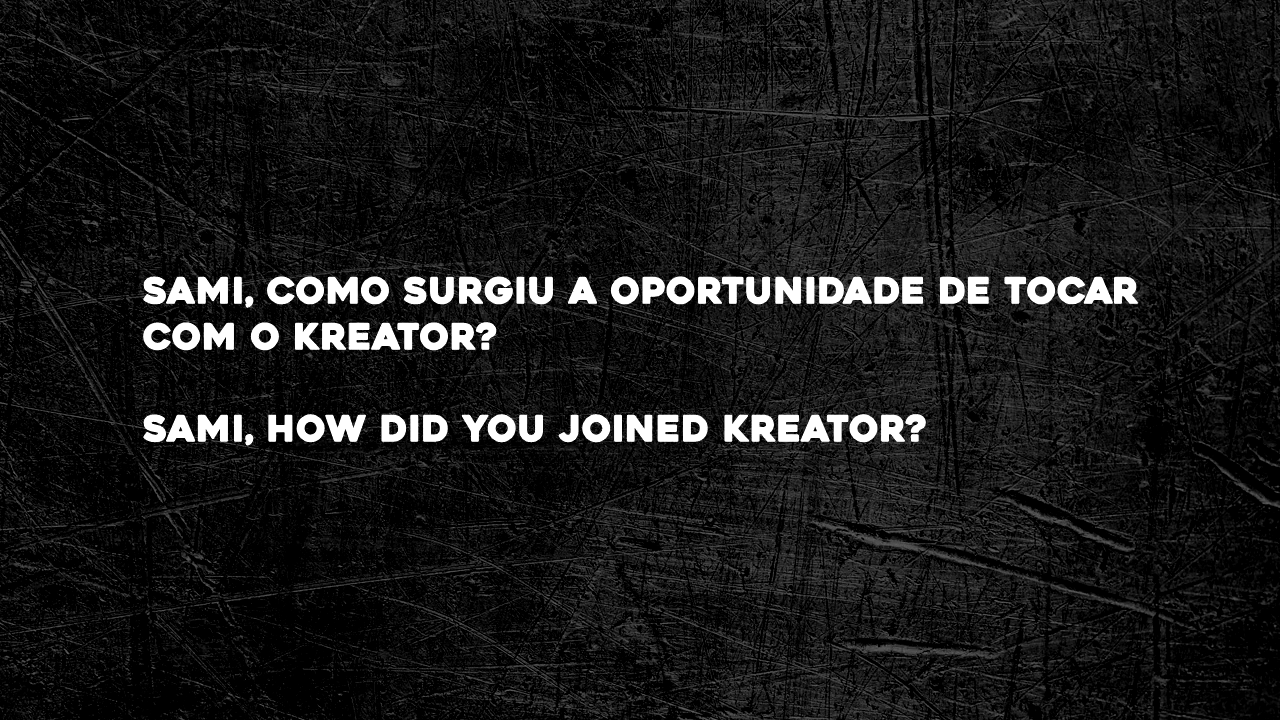 SAMI, COMO SURGIU A OPORTUNIDADE DE TOCAR
COM O KREATOR?
SAMI, HOW DID YOU JOINED KREATOR?